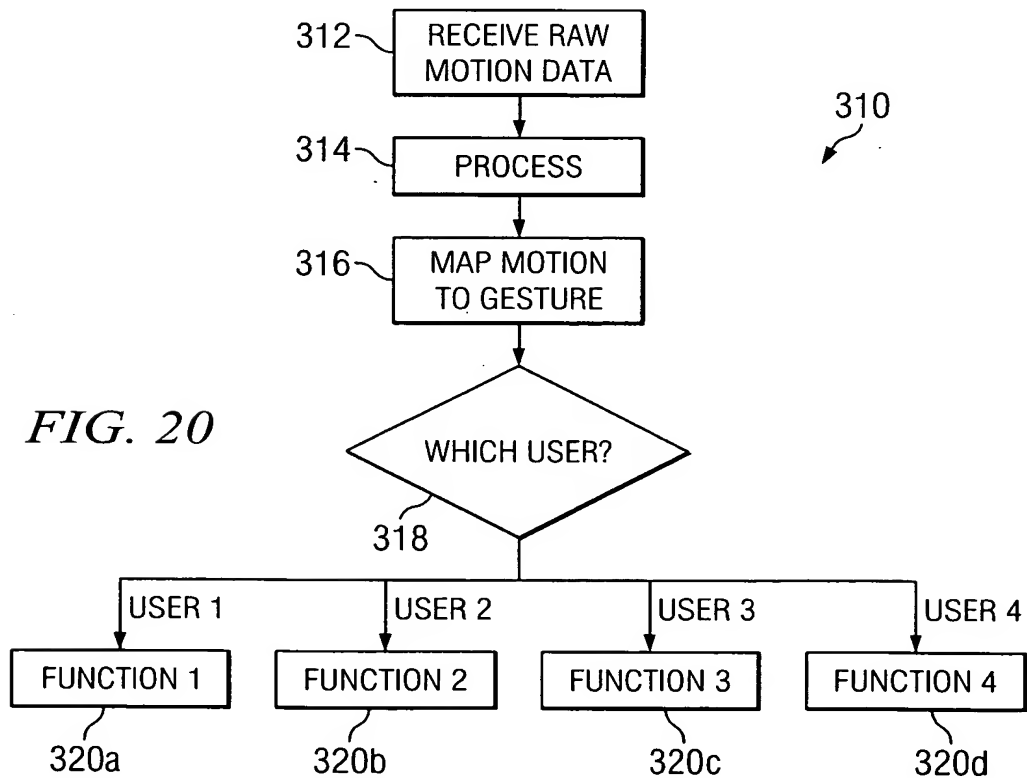 312
RECEIVE RAW
MOTION DATA
310
314
PROCESS
316
MAP MOTION
TO GESTURE
FIG. 20
WHICH USER?
318
USER 1
USER 2
USER 3
USER 4
FUNCTION 1
FUNCTION 2
FUNCTION 3
FUNCTION 4
320a
320b
320c
320d